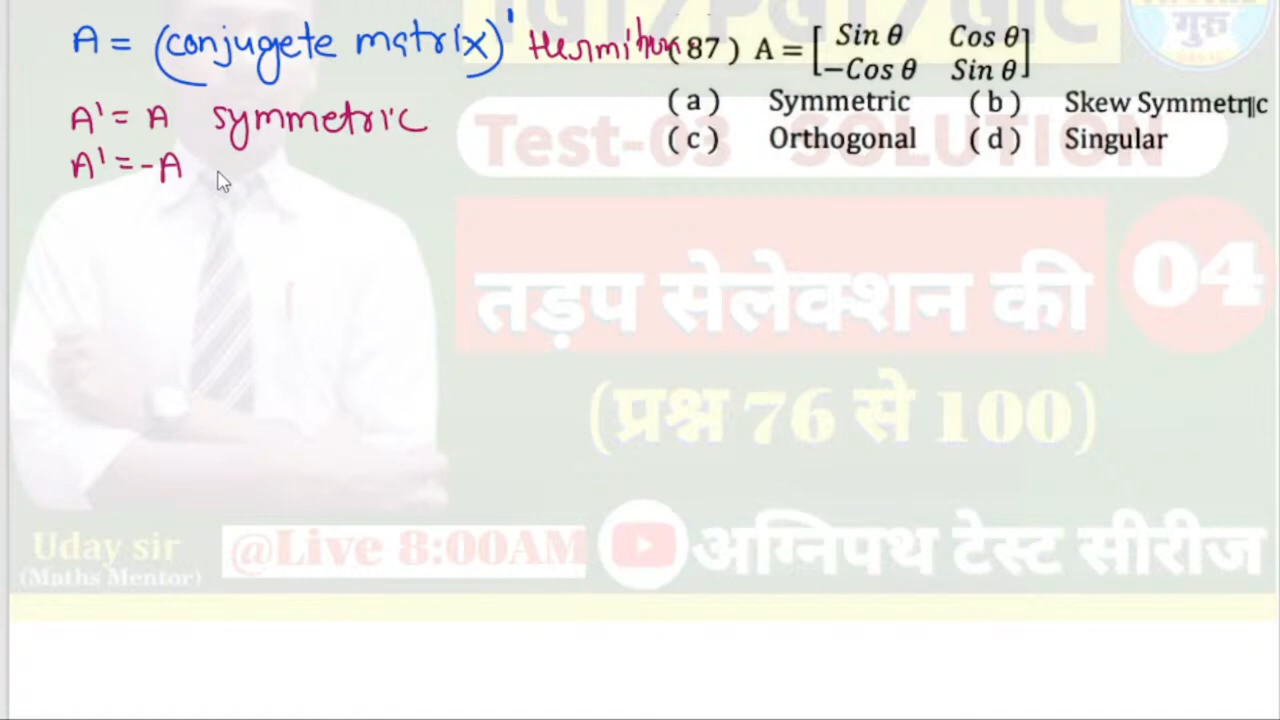 A = (conjugete matrix)' Hermitian
A' = A symmetric
A' = -A
(87) A = [Sin θ Cos θ
-Cos θ Sin θ]
(a) Symmetric (b) Skew Symmetric
(c) Orthogonal (d) Singular
गुरु
Test-03 SOLUTION
तड़प सेलेक्शन की 04
(प्रश्न 76 से 100)
Uday sir
(Maths Mentor)
@Live 8:00AM
अग्निपथ टेस्ट सीरीज